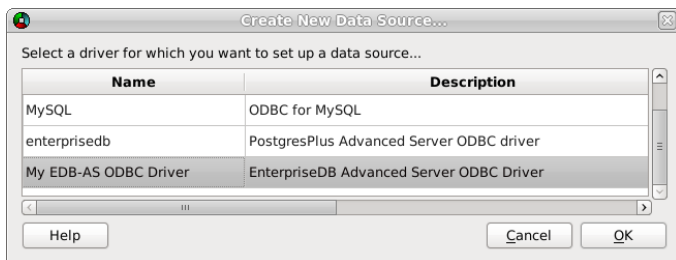 Create New Data Source...
Select a driver for which you want to set up a data source...
Name Description
MySQL ODBC for MySQL
enterprisedb PostgresPlus Advanced Server ODBC driver
My EDB-AS ODBC Driver EnterpriseDB Advanced Server ODBC Driver
Help Cancel OK